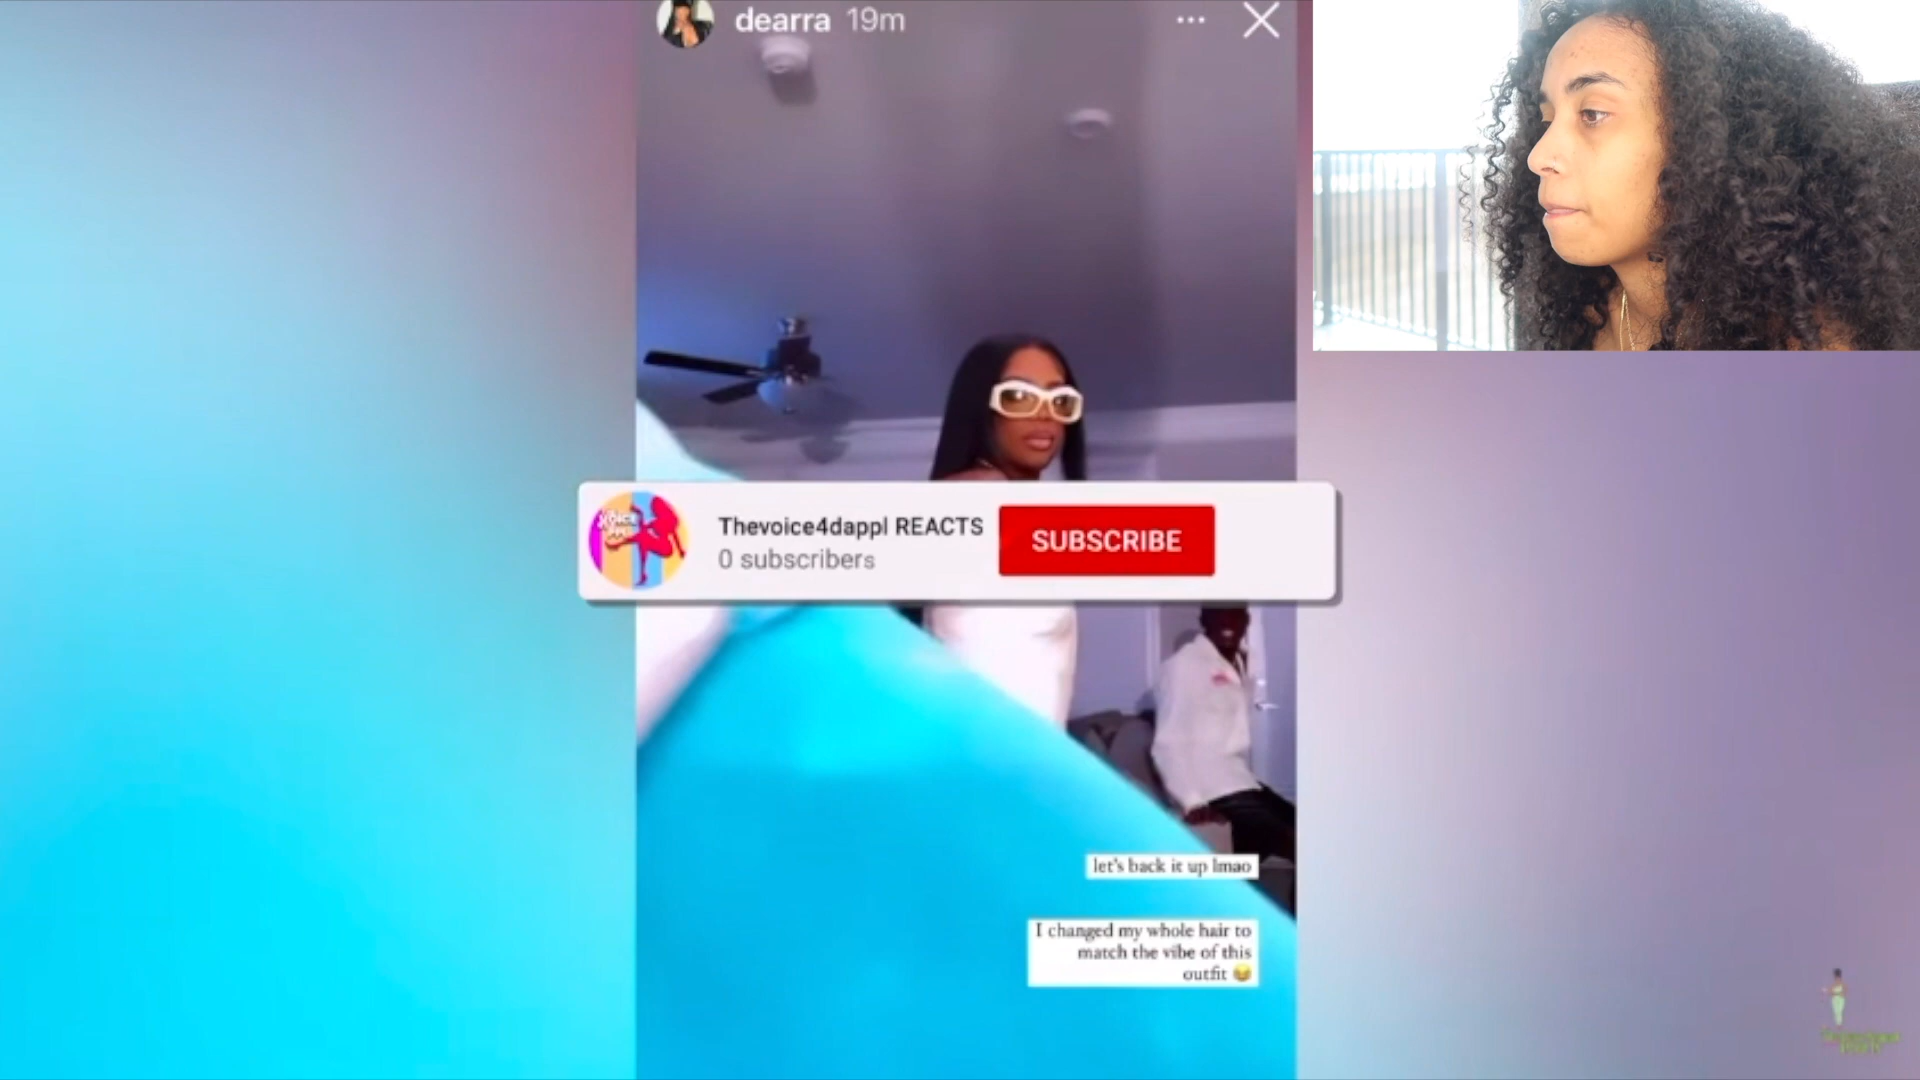 dearra 19m
Thevoice4dappl REACTS
0 subscribers
SUBSCRIBE
let's back it up lmao
I changed my whole hair to
match the vibe of this
outfit 😂